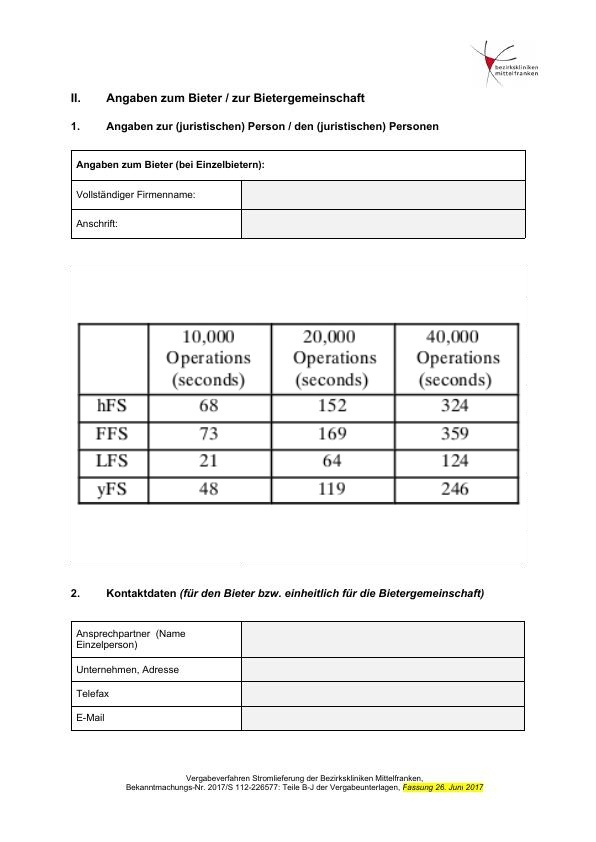 bezirkskliniken
mittelfranken
II. Angaben zum Bieter / zur Bietergemeinschaft
1. Angaben zur (juristischen) Person / den (juristischen) Personen
Angaben zum Bieter (bei Einzelbietern):
Vollständiger Firmenname:
Anschrift:
10,000 20,000 40,000
Operations Operations Operations
(seconds) (seconds) (seconds)
hFS 68 152 324
FFS 73 169 359
LFS 21 64 124
yFS 48 119 246
2. Kontaktdaten (für den Bieter bzw. einheitlich für die Bietergemeinschaft)
Ansprechpartner (Name
Einzelperson)
Unternehmen, Adresse
Telefax
E-Mail
Vergabeverfahren Stromlieferung der Bezirkskliniken Mittelfranken,
Bekanntmachungs-Nr. 2017/S 112-226577: Teile B-J der Vergabeunterlagen, Fassung 26. Juni 2017